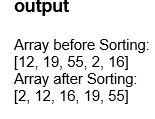 output
Array before Sorting:
[12, 19, 55, 2, 16]
Array after Sorting:
[2, 12, 16, 19, 55]